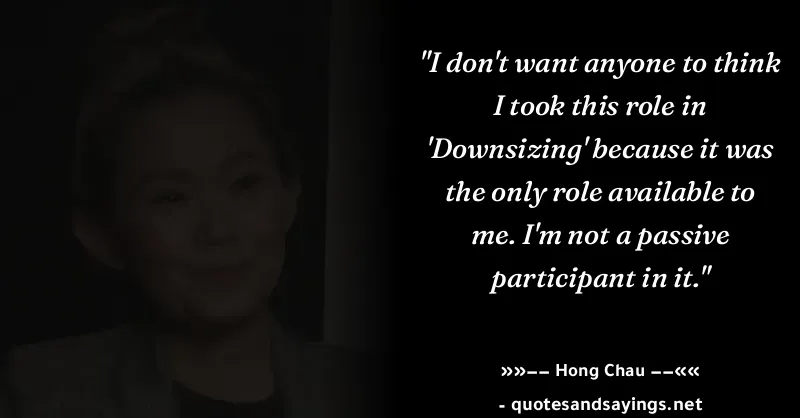 "I don't want anyone to think
I took this role in
'Downsizing' because it was
the only role available to
me. I'm not a passive
participant in it."
»»−− Hong Chau −−««
- quotesandsayings.net